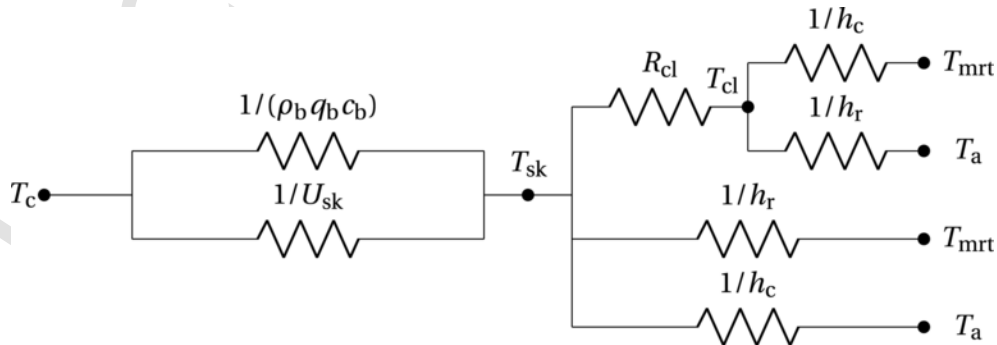 1/h_c
T_mrt
R_cl
T_cl
1/h_r
T_a
1/(ρ_b q_b c_b)
T_sk
T_c
1/U_sk
1/h_r
T_mrt
1/h_c
T_a